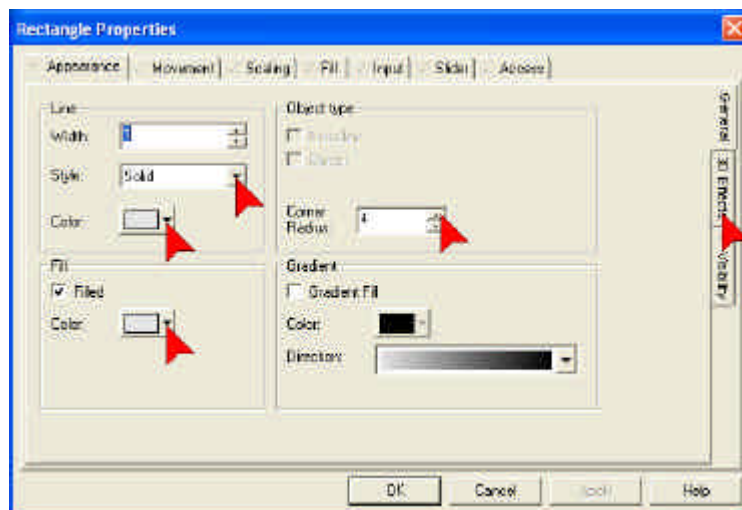 Rectangle Properties
Appearance Movement Scaling Fill Input Slider Access
General
3D Effects
Visibility
Line
Width:
Style: Solid
Color:
Object type
Corner
Radius: 4
Fill
Filled
Color:
Gradient
Gradient Fill
Color:
Direction:
OK Cancel Apply Help